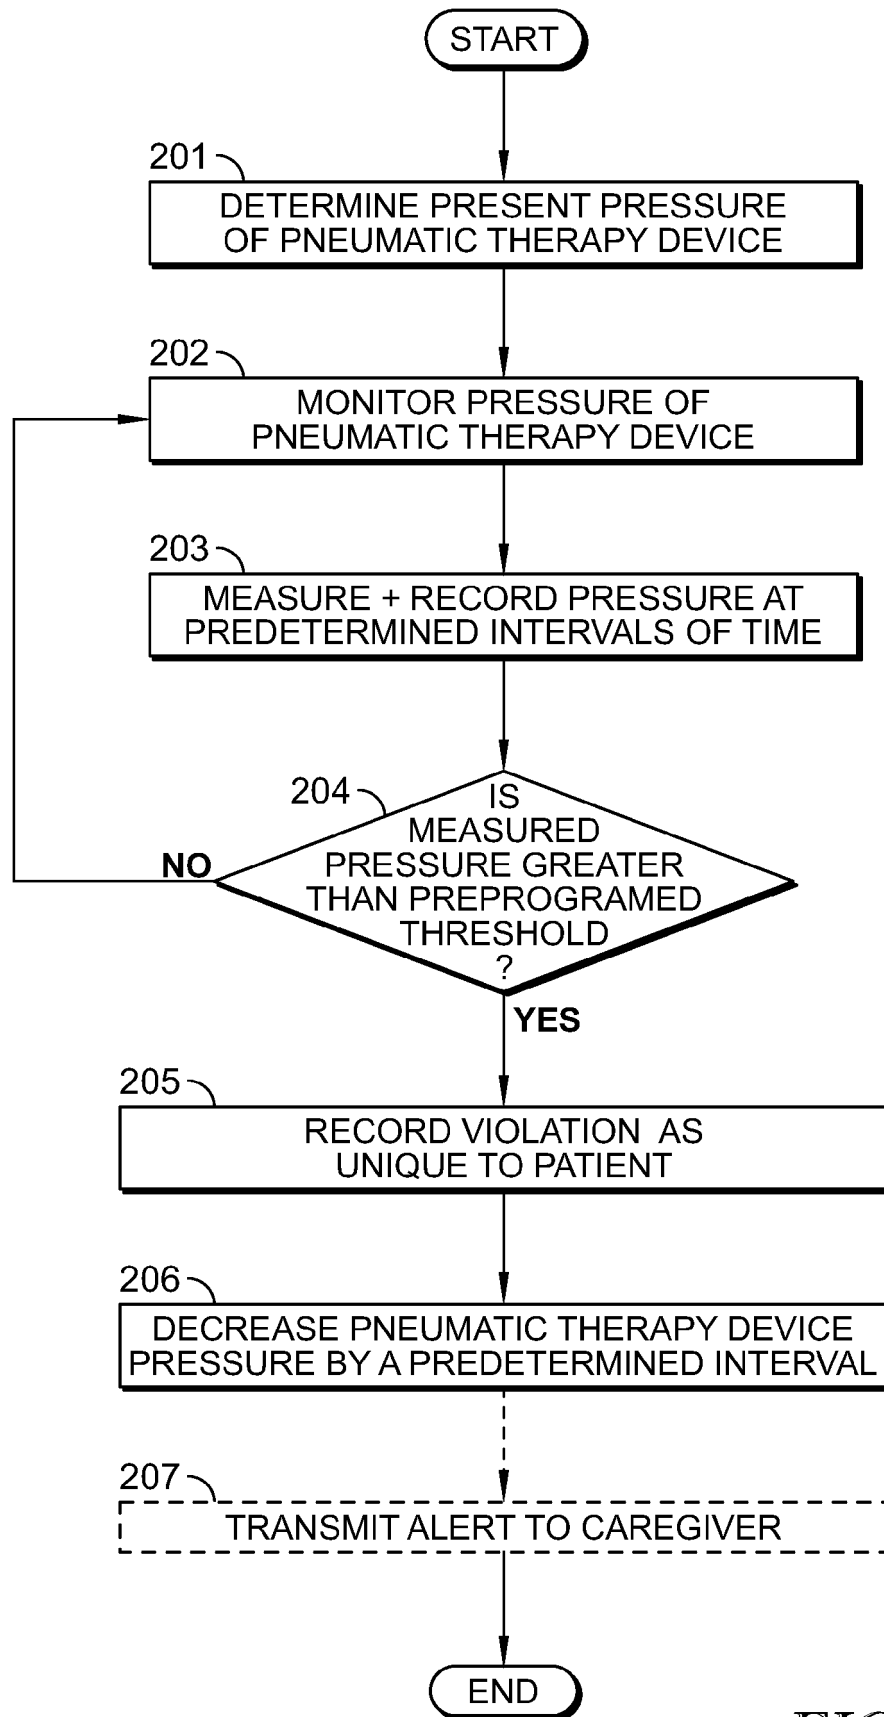 START
201
DETERMINE PRESENT PRESSURE
OF PNEUMATIC THERAPY DEVICE
202
MONITOR PRESSURE OF
PNEUMATIC THERAPY DEVICE
203
MEASURE + RECORD PRESSURE AT
PREDETERMINED INTERVALS OF TIME
204
IS
MEASURED
PRESSURE GREATER
THAN PREPROGRAMED
THRESHOLD
?
NO
YES
205
RECORD VIOLATION AS
UNIQUE TO PATIENT
206
DECREASE PNEUMATIC THERAPY DEVICE
PRESSURE BY A PREDETERMINED INTERVAL
207
TRANSMIT ALERT TO CAREGIVER
END